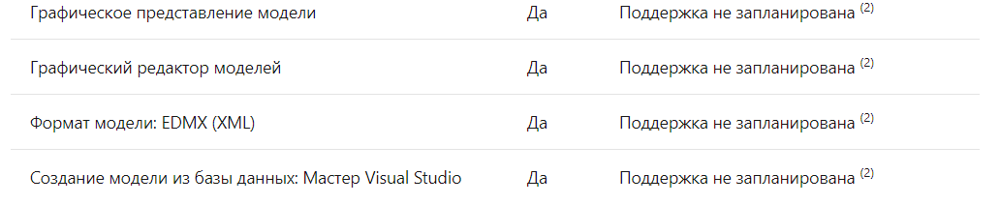 Графическое представление модели Да Поддержка не запланирована (2)
Графический редактор моделей Да Поддержка не запланирована (2)
Формат модели: EDMX (XML) Да Поддержка не запланирована (2)
Создание модели из базы данных: Мастер Visual Studio Да Поддержка не запланирована (2)